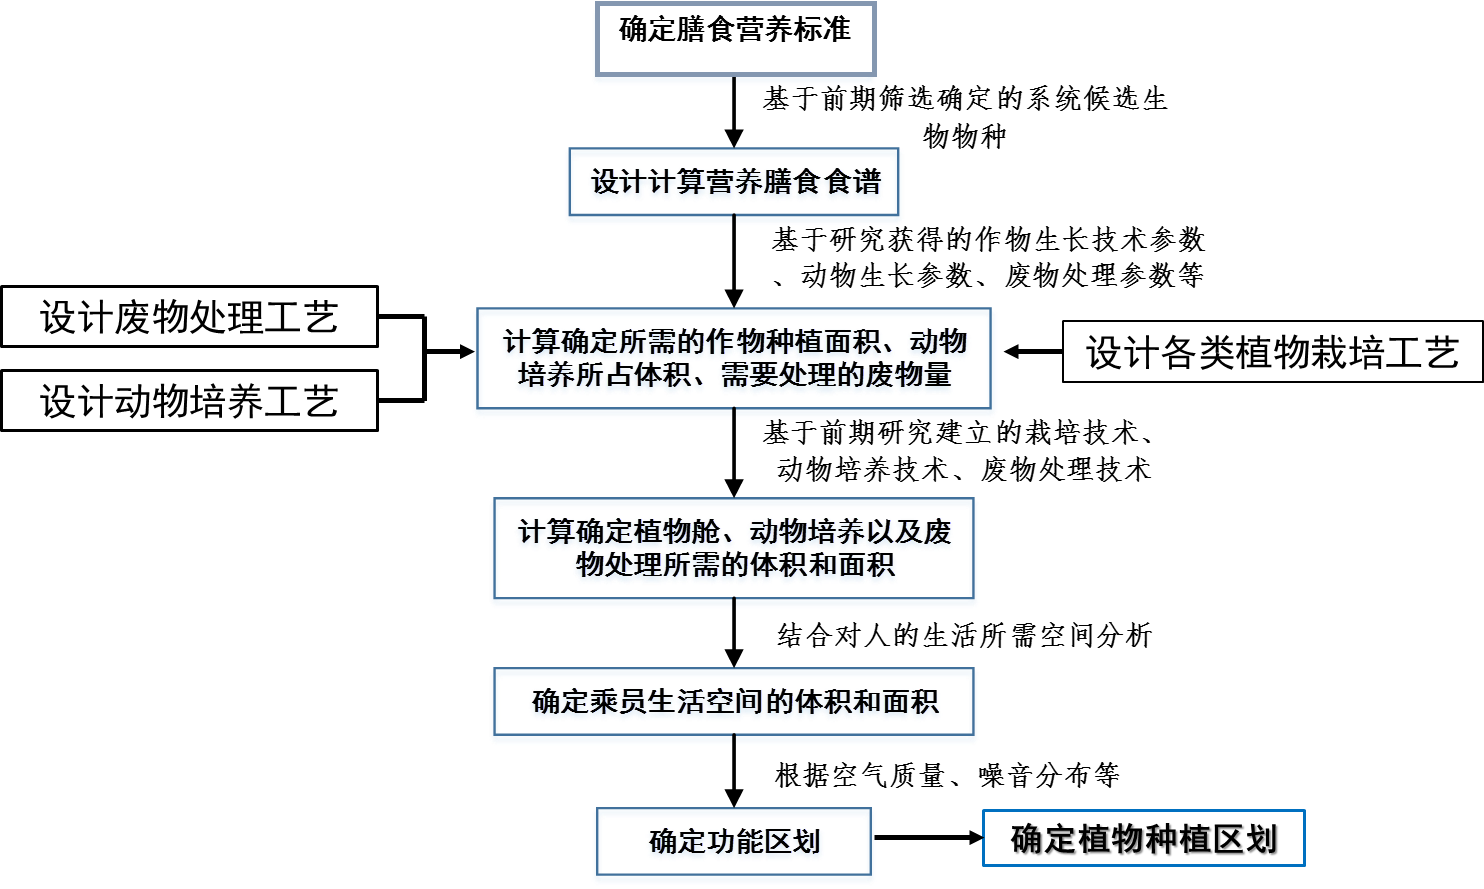 确定膳食营养标准
基于前期筛选确定的系统候选生
物物种
设计计算营养膳食食谱
基于研究获得的作物生长技术参数
、动物生长参数、废物处理参数等
设计废物处理工艺
设计动物培养工艺
计算确定所需的作物种植面积、动物
培养所占体积、需要处理的废物量
设计各类植物栽培工艺
基于前期研究建立的栽培技术、
动物培养技术、废物处理技术
计算确定植物舱、动物培养以及废
物处理所需的体积和面积
结合对人的生活所需空间分析
确定乘员生活空间的体积和面积
根据空气质量、噪音分布等
确定功能区划
确定植物种植区划